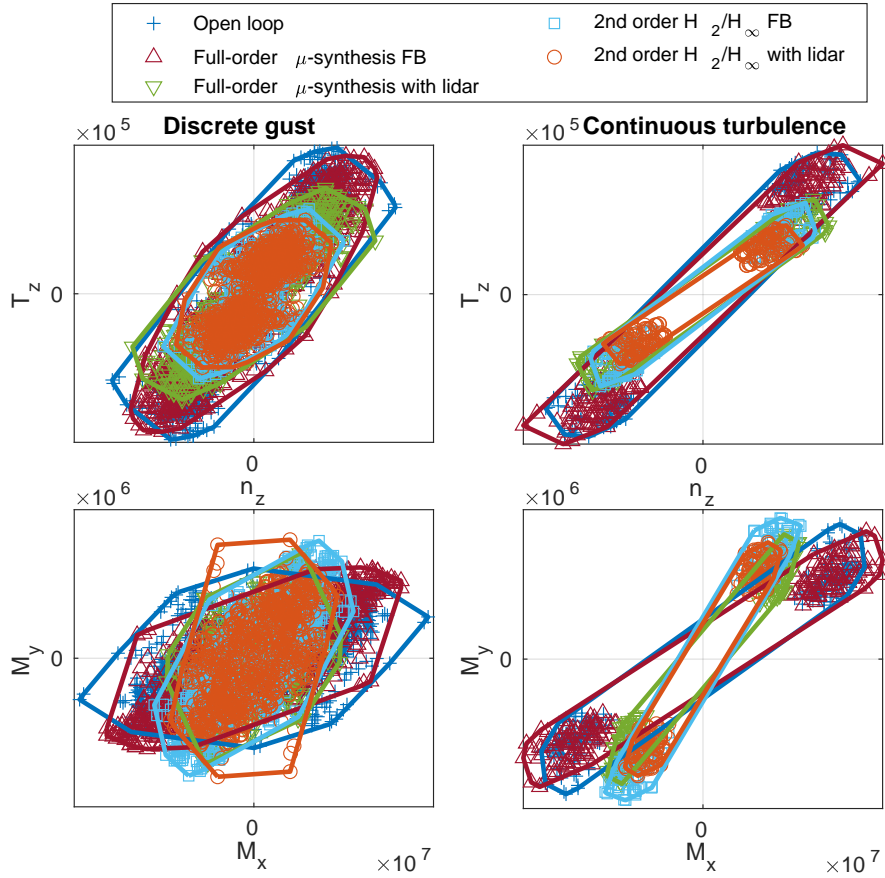 Open loop
Full-order μ-synthesis FB
Full-order μ-synthesis with lidar
2nd order H 2/H ∞ FB
2nd order H 2/H ∞ with lidar
Discrete gust
Continuous turbulence
×10 5
×10 5
T z
0
0
n z
T z
0
0
n z
×10 6
×10 6
M y
0
0
M x
×10 7
M y
0
0
M x
×10 7